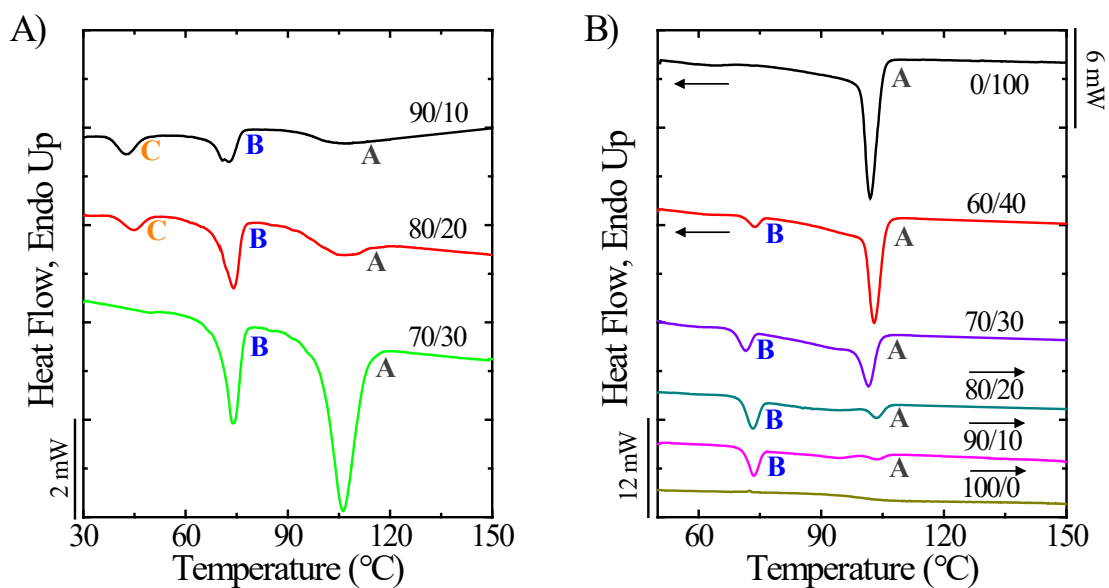 A)
Heat Flow, Endo Up
2 mW
90/10
C
B
A
80/20
C
B
A
70/30
B
A
30 60 90 120 150
Temperature (℃)
B)
Heat Flow, Endo Up
6 mW
12 mW
A
0/100
60/40
B
A
70/30
B
A
80/20
B
A
90/10
B
A
100/0
60 90 120 150
Temperature (℃)